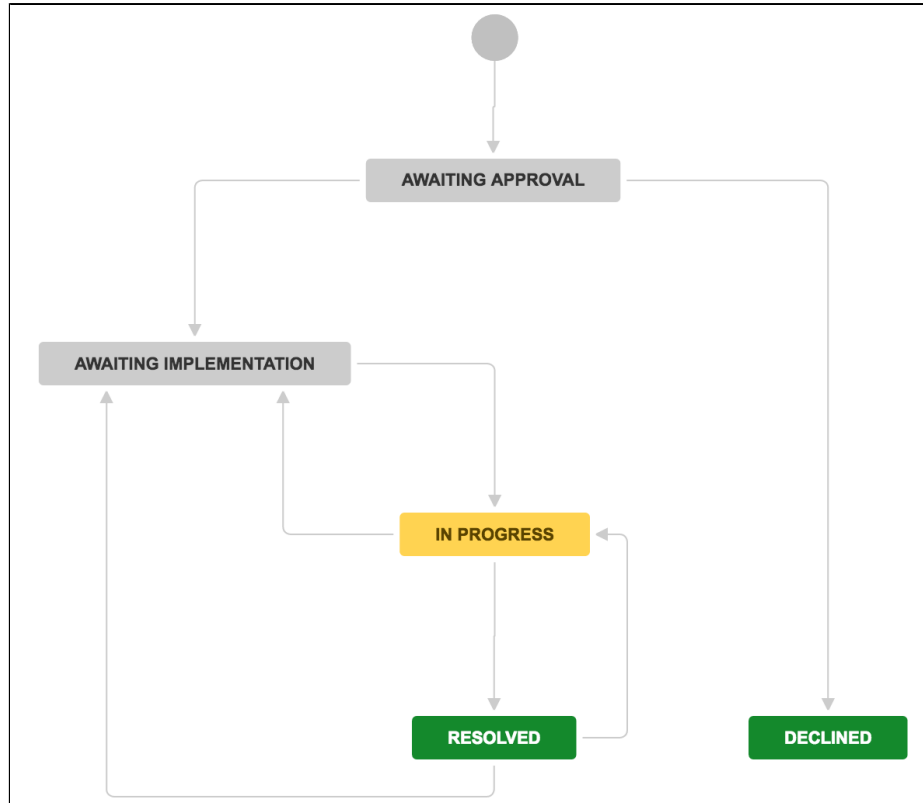 AWAITING APPROVAL
AWAITING IMPLEMENTATION
IN PROGRESS
RESOLVED
DECLINED